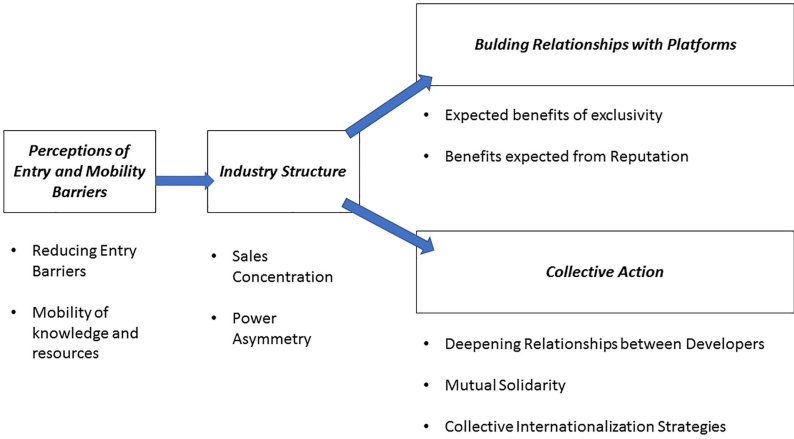 Perceptions of
Entry and Mobility
Barriers
• Reducing Entry
Barriers
• Mobility of
knowledge and
resources
Industry Structure
• Sales
Concentration
• Power
Asymmetry
Bulding Relationships with Platforms
• Expected benefits of exclusivity
• Benefits expected from Reputation
Collective Action
• Deepening Relationships between Developers
• Mutual Solidarity
• Collective Internationalization Strategies